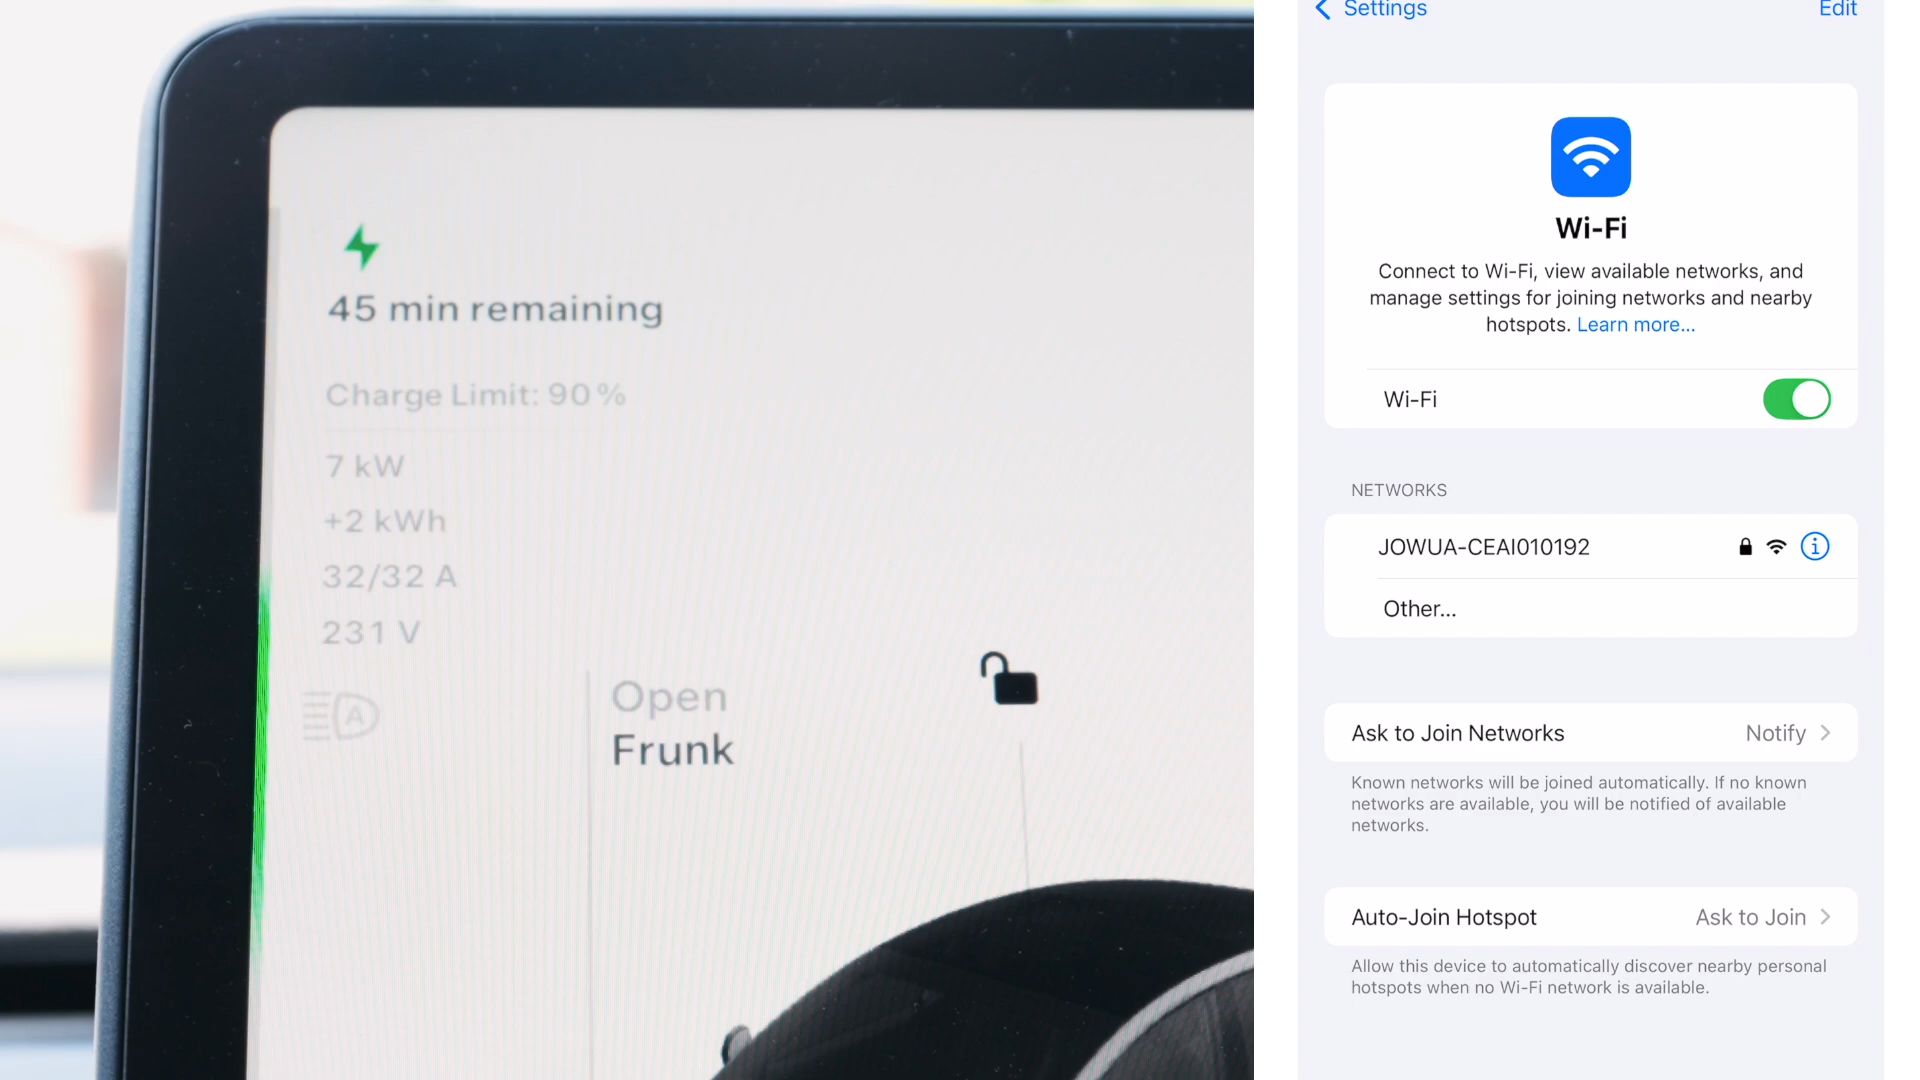 45 min remaining
Charge Limit: 90%
7 kW
+2 kWh
32/32 A
231 V
A
Open
Frunk
Settings
Edit
Wi-Fi
Connect to Wi-Fi, view available networks, and
manage settings for joining networks and nearby
hotspots. Learn more...
Wi-Fi
NETWORKS
JOWUA-CEAI010192
Other...
Ask to Join Networks
Notify
Known networks will be joined automatically. If no known
networks are available, you will be notified of available
networks.
Auto-Join Hotspot
Ask to Join
Allow this device to automatically discover nearby personal
hotspots when no Wi-Fi network is available.